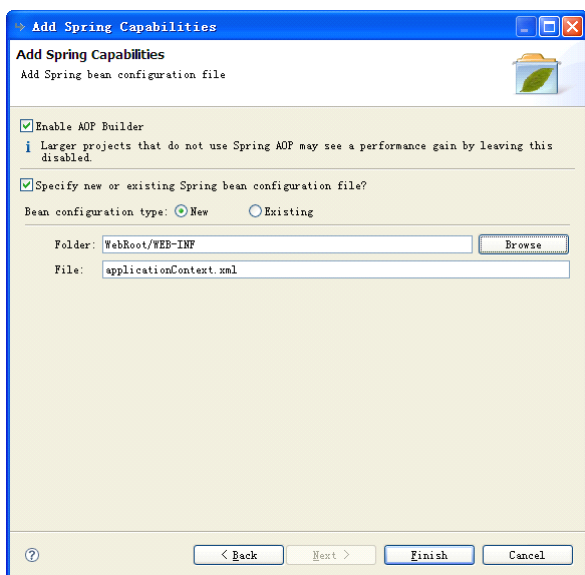 Add Spring Capabilities
Add Spring Capabilities
Add Spring bean configuration file
Enable AOP Builder
Larger projects that do not use Spring AOP may see a performance gain by leaving this
disabled.
Specify new or existing Spring bean configuration file?
Bean configuration type: New Existing
Folder: WebRoot/WEB-INF Browse
File: applicationContext.xml
< Back Next > Finish Cancel